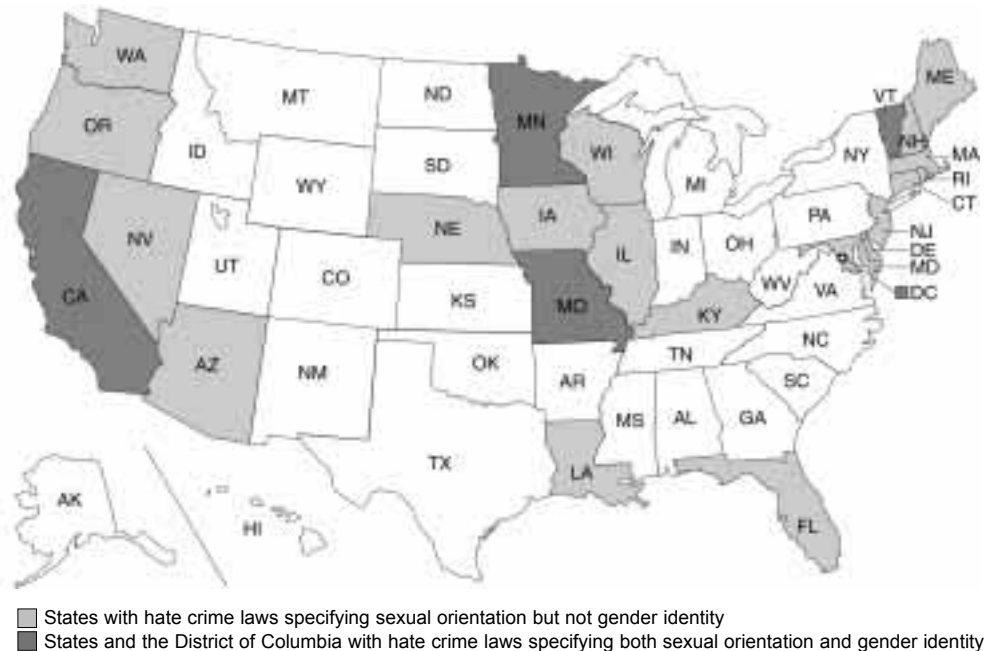 WA
MT
ND
MN
ME
VT
OR
ID
SD
WI
NH
MA
NY
RI
WY
MI
CT
NV
NE
IA
PA
NJ
DE
UT
CO
IL
IN
OH
MD
CA
KS
MO
WV
VA
DC
KY
AZ
NM
OK
AR
TN
NC
SC
MS
AL
GA
TX
LA
AK
HI
FL
States with hate crime laws specifying sexual orientation but not gender identity
States and the District of Columbia with hate crime laws specifying both sexual orientation and gender identity